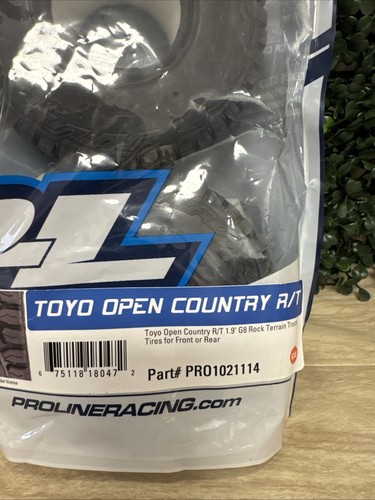 PL
TOYO OPEN COUNTRY R/T
Toyo Open Country R/T 1.9" G8 Rock Terrain Truck
Tires for Front or Rear
6 75118 18047 2
Part# PRO1021114
PROLINERACING.com